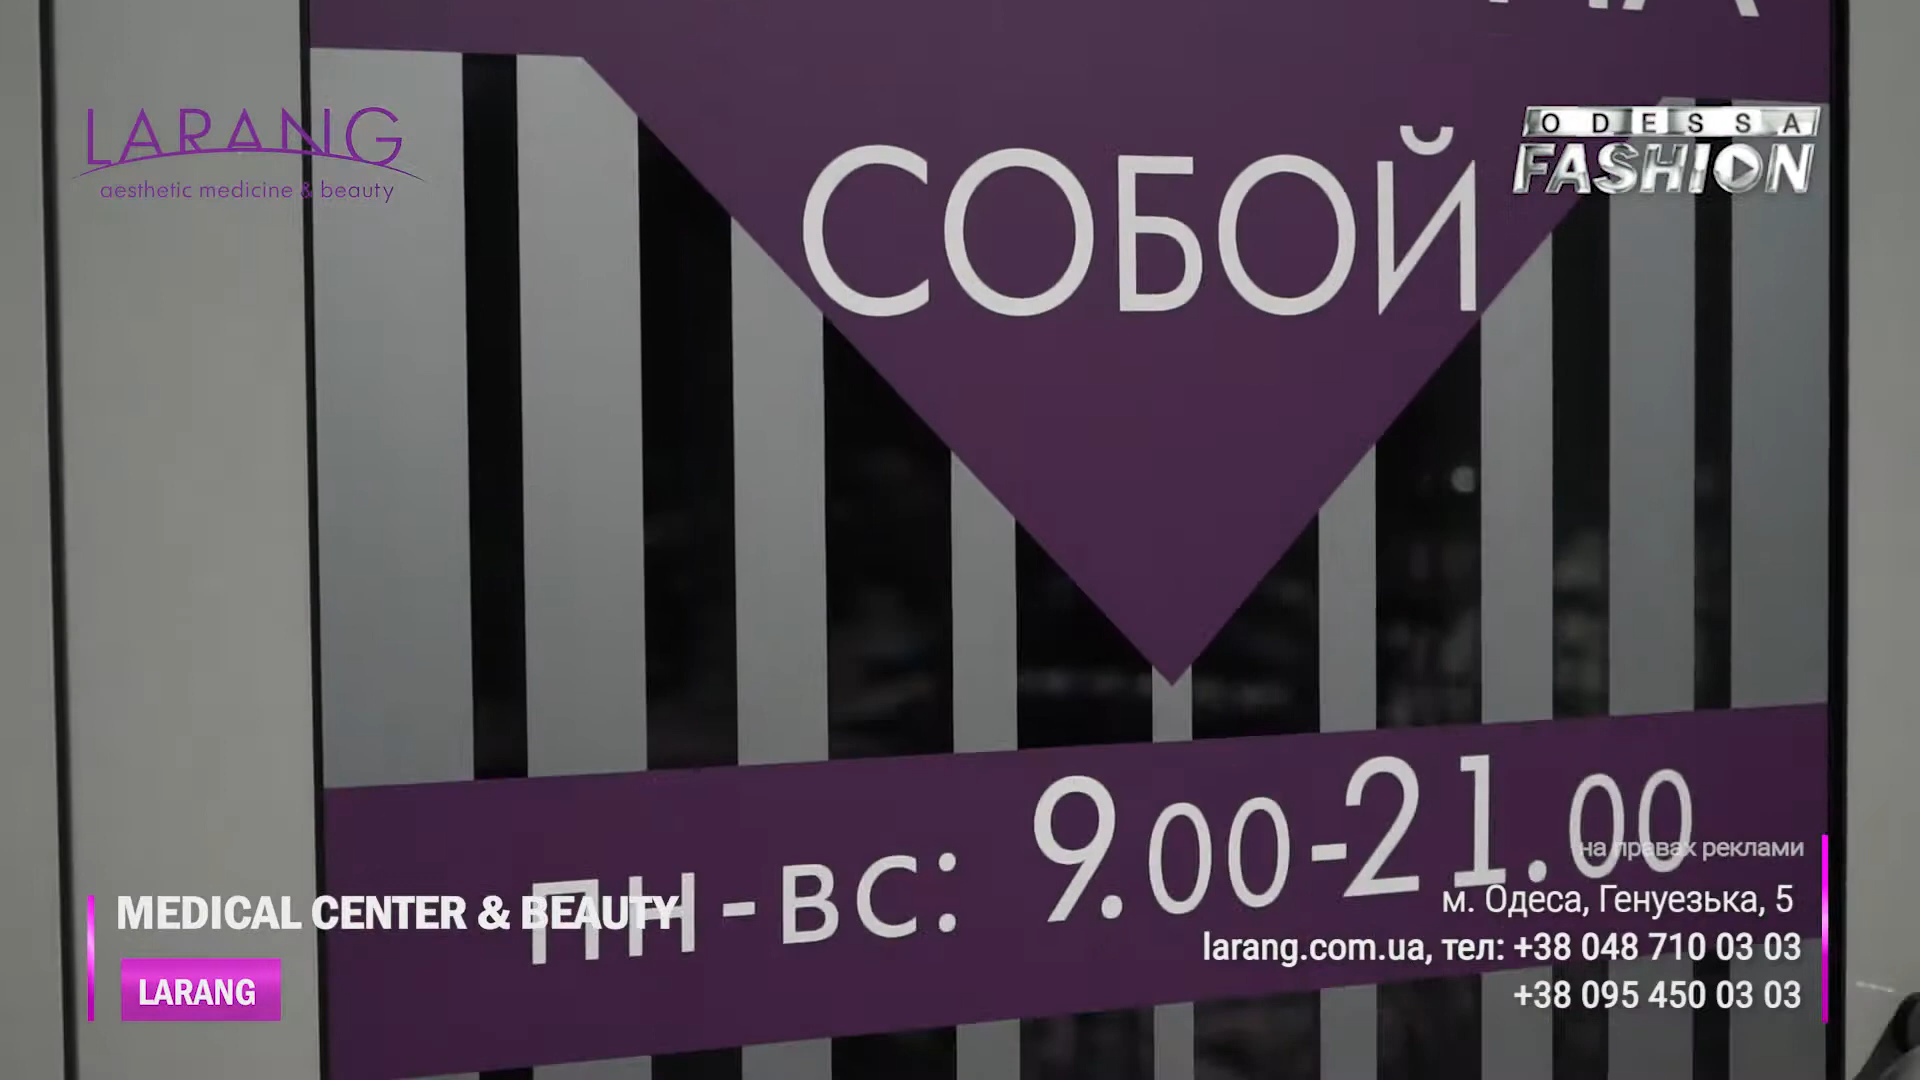 LARANG
aesthetic medicine & beauty
ODESSA
FASHION
СОБОЙ
ПН-ВС: 9.00-21.00
на правах реклами
MEDICAL CENTER & BEAUTY
LARANG
м. Одеса, Генуезька, 5
larang.com.ua, тел: +38 048 710 03 03
+38 095 450 03 03